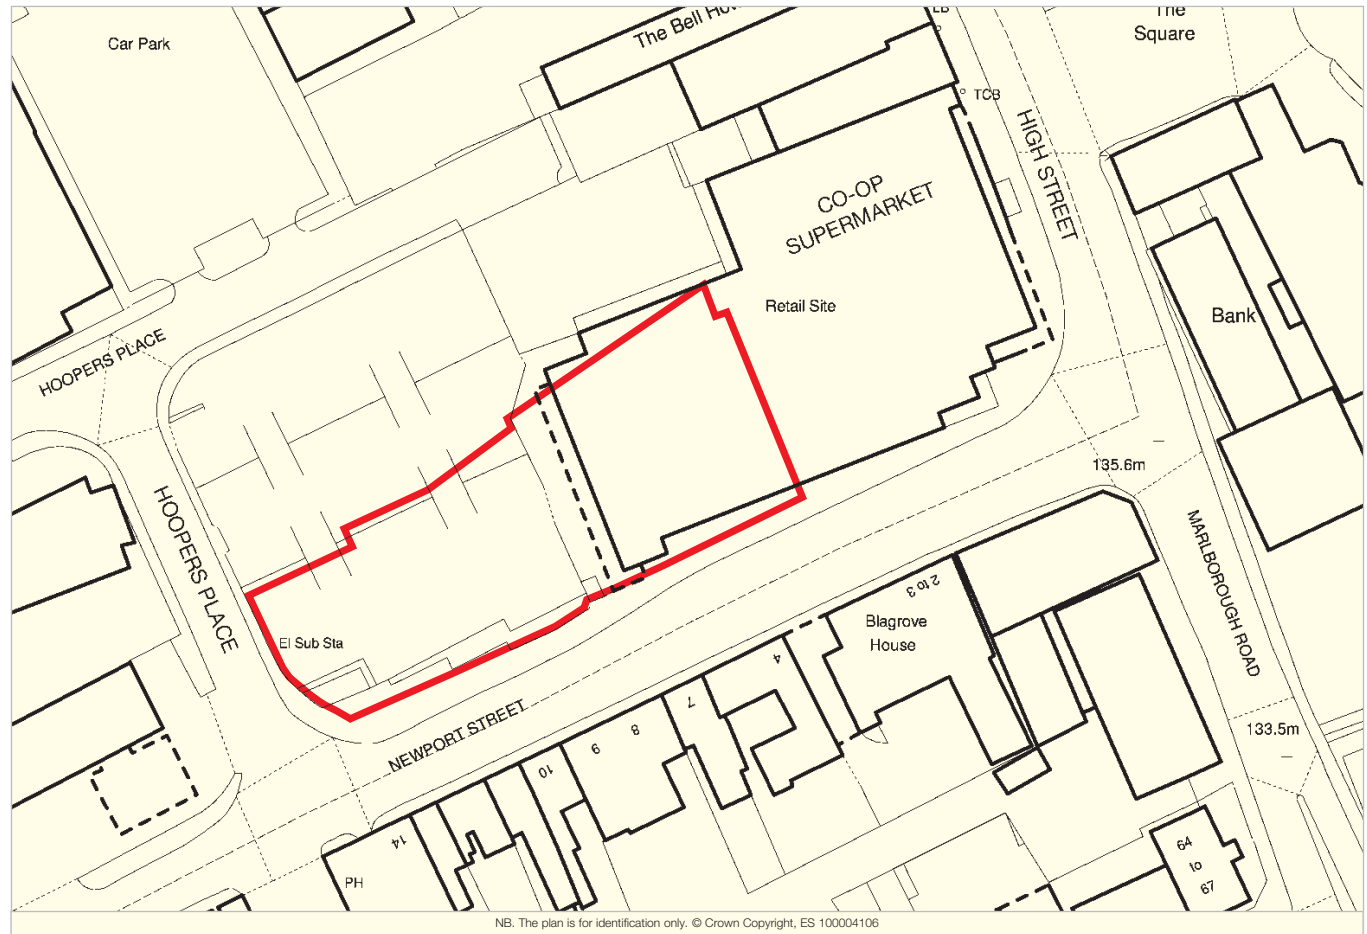 Car Park
The Bell
The
Square
TCB
HIGH STREET
CO-OP
SUPERMARKET
Retail Site
Bank
HOOPERS PLACE
135.6m
HOOPERS PLACE
MARLBOROUGH ROAD
El Sub Sta
2 to 3
Blagrove
House
4
7
8
9
10
14
NEWPORT STREET
133.5m
PH
64
to
67
NB. The plan is for identification only. © Crown Copyright, ES 100004106